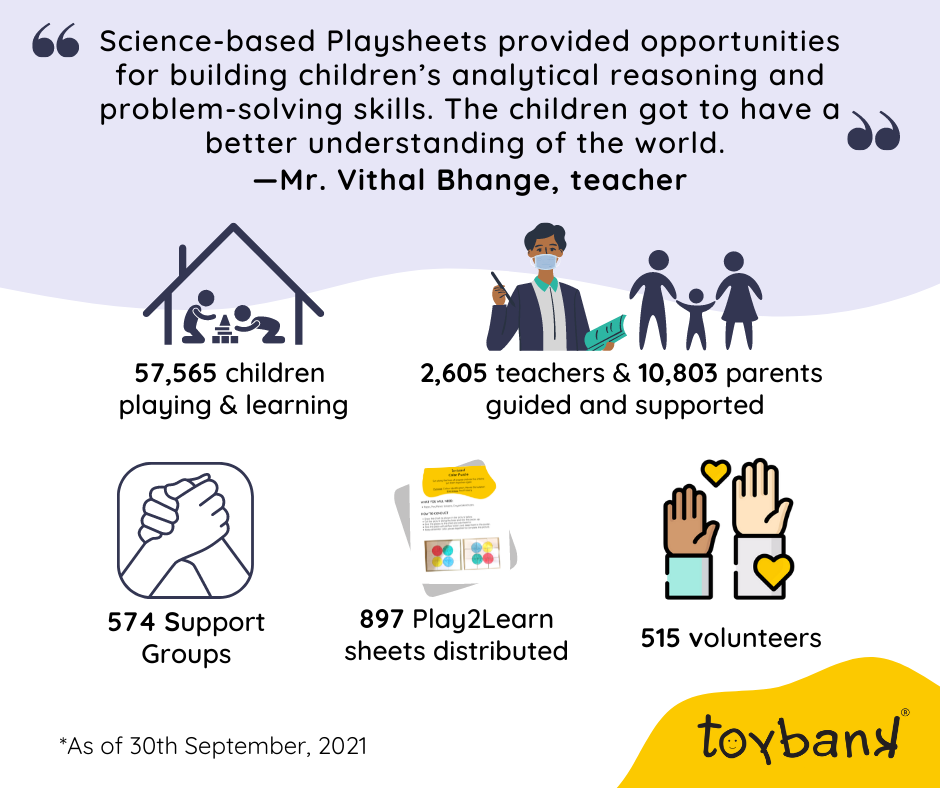 Science-based Playsheets provided opportunities
for building children’s analytical reasoning and
problem-solving skills. The children got to have a
better understanding of the world.
—Mr. Vithal Bhange, teacher
57,565 children
playing & learning
2,605 teachers & 10,803 parents
guided and supported
574 Support
Groups
897 Play2Learn
sheets distributed
515 volunteers
*As of 30th September, 2021
toybank®